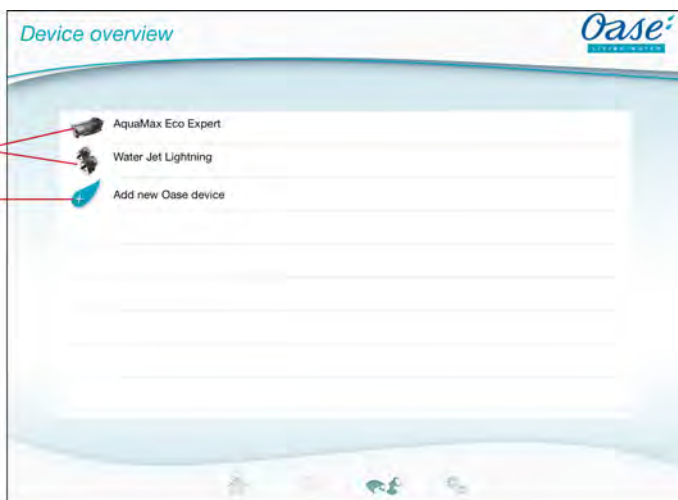 Device overview
Oase
LIVING WATER
AquaMax Eco Expert
Water Jet Lightning
Add new Oase device